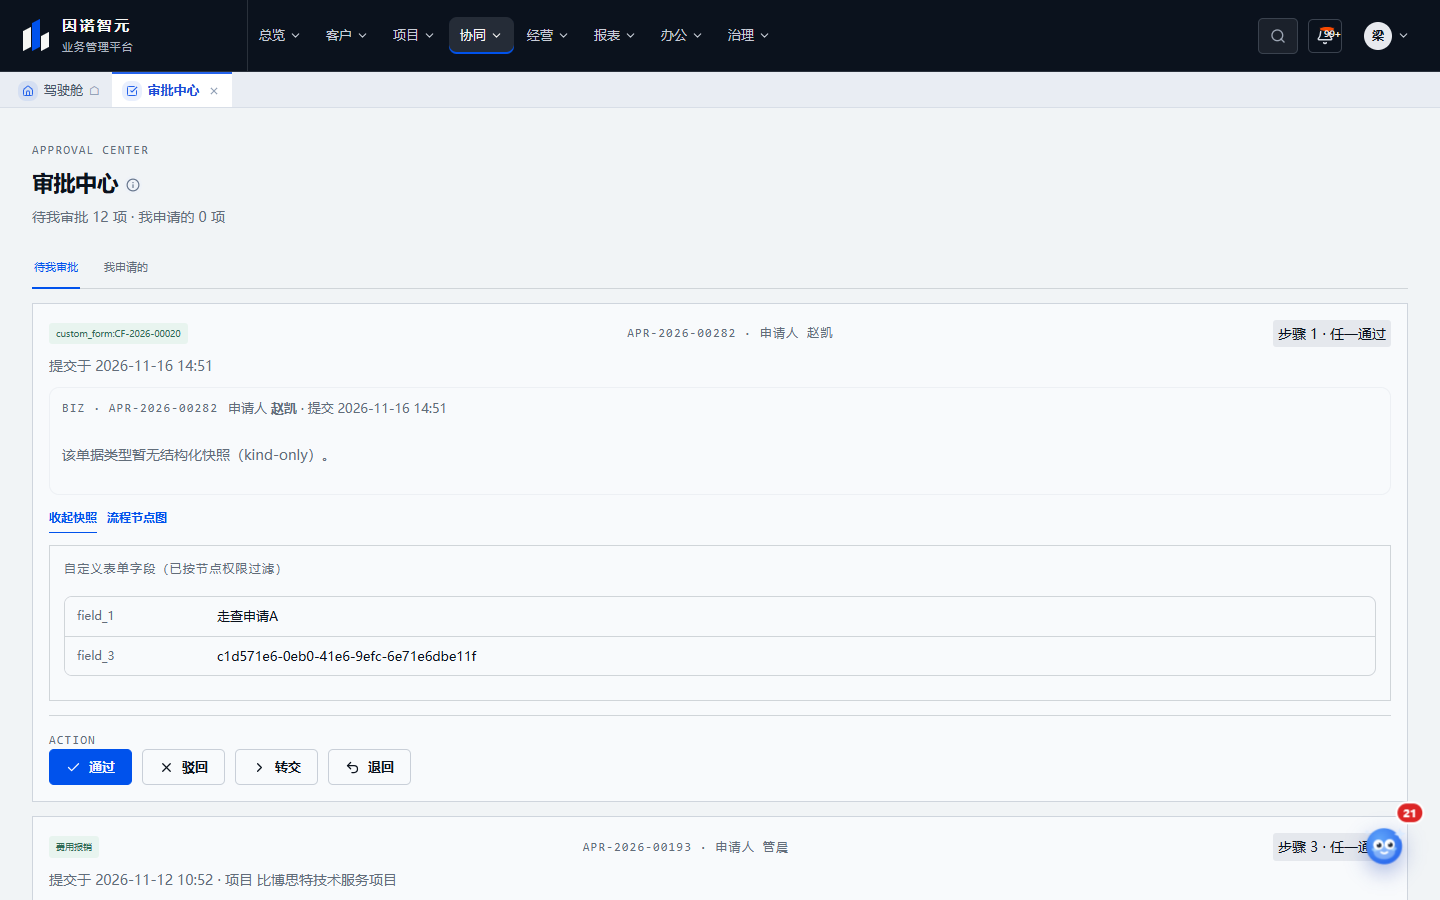 因诺智元
业务管理平台
总览
客户
项目
协同
经营
报表
办公
治理
99+
梁
驾驶舱
审批中心
APPROVAL CENTER
审批中心
待我审批 12 项 · 我申请的 0 项
待我审批
我申请的
custom_form:CF-2026-00020
APR-2026-00282 · 申请人 赵凯
步骤 1 · 任一通过
提交于 2026-11-16 14:51
BIZ · APR-2026-00282 申请人 赵凯 · 提交 2026-11-16 14:51
该单据类型暂无结构化快照（kind-only）。
收起快照 流程节点图
自定义表单字段（已按节点权限过滤）
field_1 走查申请A
field_3 c1d571e6-0eb0-41e6-9efc-6e71e6dbe11f
ACTION
通过
驳回
转交
退回
21
费用报销
APR-2026-00193 · 申请人 管晨
步骤 3 · 任一通
提交于 2026-11-12 10:52 · 项目 比博思特技术服务项目